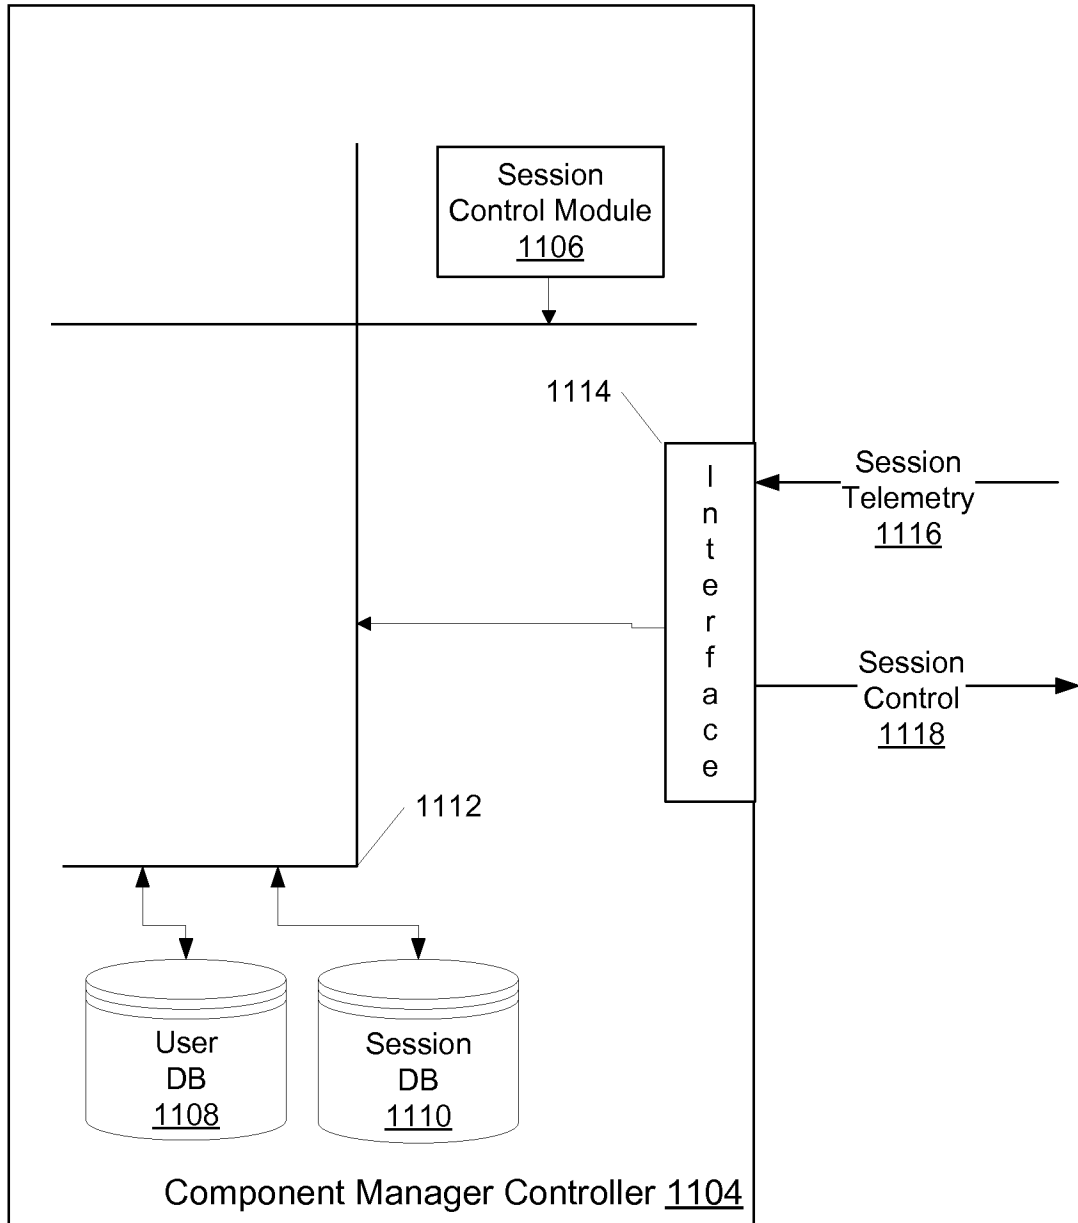 Session
Control Module
1106
1114
Interface
Session
Telemetry
1116
Session
Control
1118
1112
User
DB
1108
Session
DB
1110
Component Manager Controller 1104